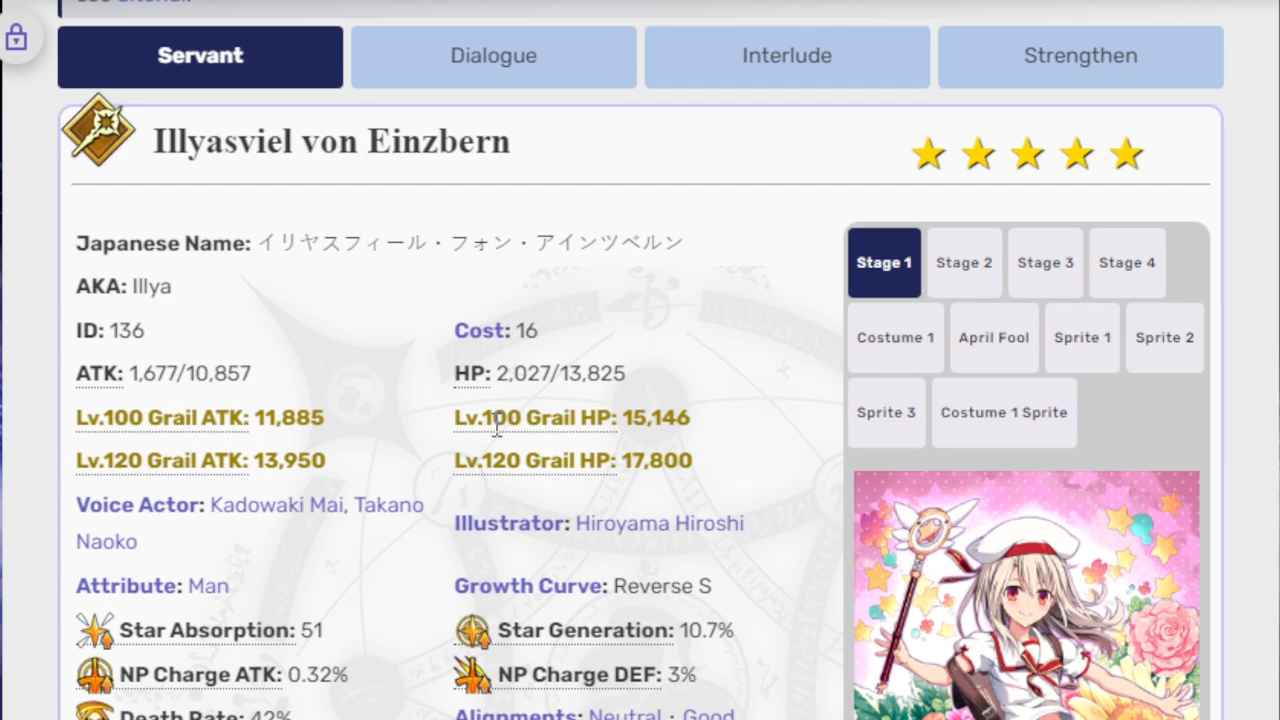 Servant Dialogue Interlude Strengthen
Illyasviel von Einzbern
Japanese Name: イリヤスフィール・フォン・アインツベルン
AKA: Illya
ID: 136 Cost: 16
ATK: 1,677/10,857 HP: 2,027/13,825
Lv.100 Grail ATK: 11,885 Lv.100 Grail HP: 15,146
Lv.120 Grail ATK: 13,950 Lv.120 Grail HP: 17,800
Voice Actor: Kadowaki Mai, Takano
Naoko
Illustrator: Hiroyama Hiroshi
Attribute: Man Growth Curve: Reverse S
Star Absorption: 51 Star Generation: 10.7%
NP Charge ATK: 0.32% NP Charge DEF: 3%
Death Rate: 42% Alignments: Neutral · Good
Stage 1 Stage 2 Stage 3 Stage 4
Costume 1 April Fool Sprite 1 Sprite 2
Sprite 3 Costume 1 Sprite